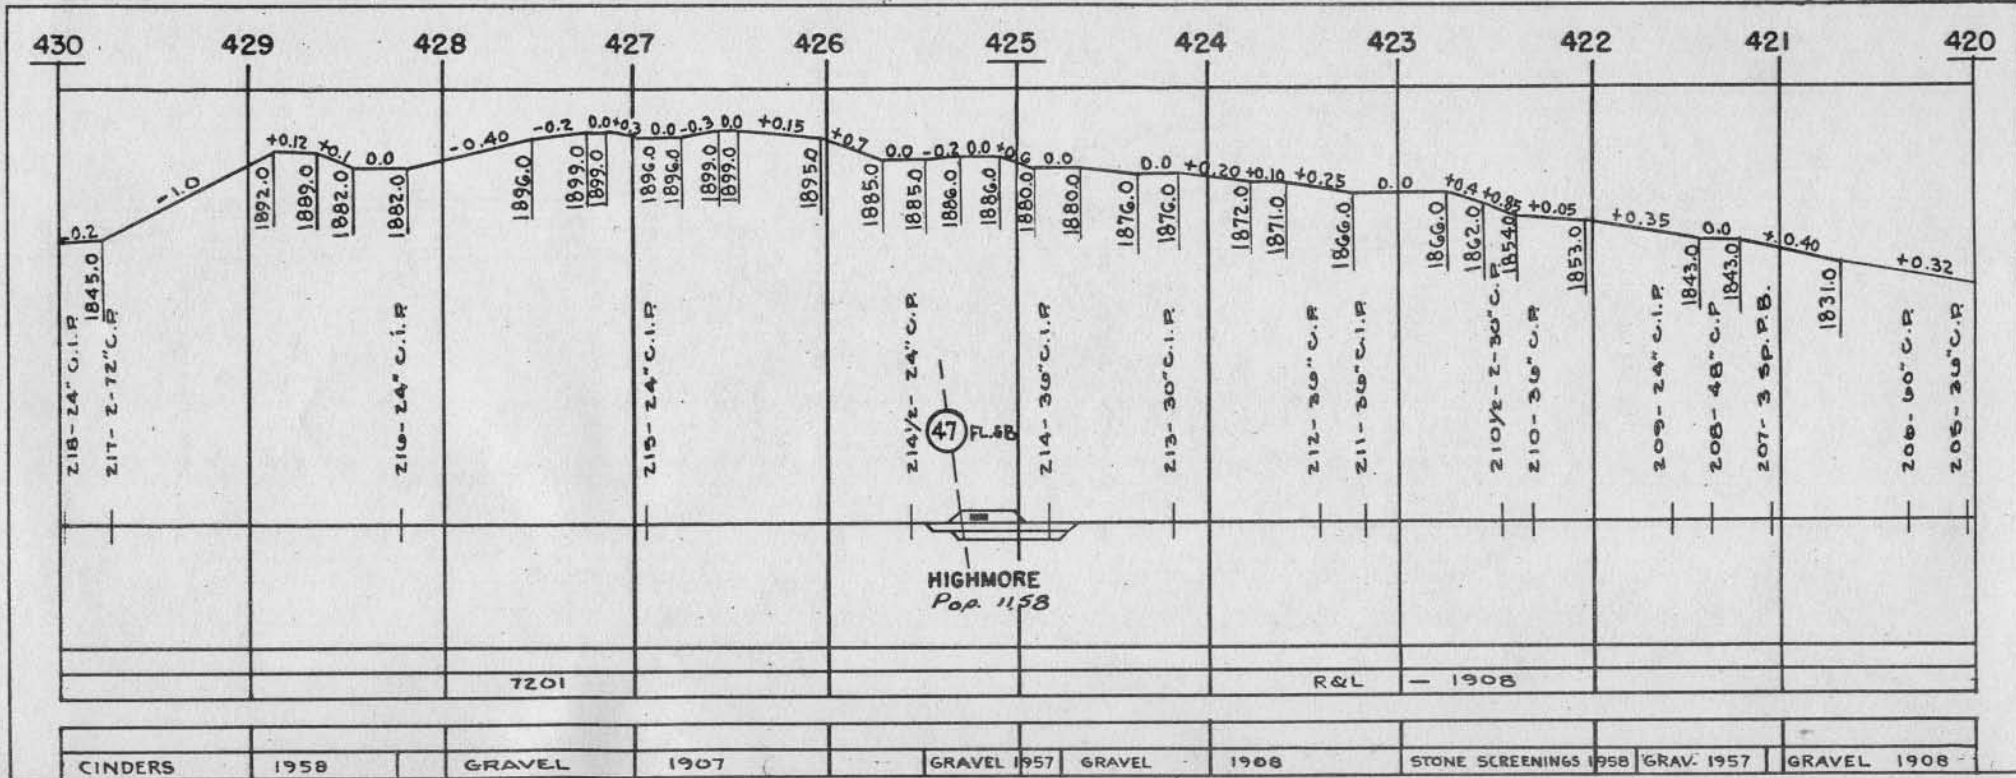 430 429 428 427 426 425 424 423 422 421 420
-0.2 -1.0 +0.12 +0.1 0.0 -0.40 -0.2 0.0 +0.3 0.0 -0.3 0.0 +0.15 +0.7 0.0 -0.2 0.0 +0.6 0.0 0.0 +0.20 +0.10 +0.25 0.0 +0.4 +0.85 +0.05 +0.35 0.0 +0.40 +0.32
1845.0 1892.0 1889.0 1882.0 1882.0 1896.0 1899.0 1899.0 1896.0 1896.0 1899.0 1899.0 1895.0 1885.0 1885.0 1886.0 1886.0 1880.0 1880.0 1876.0 1876.0 1872.0 1871.0 1866.0 1866.0 1862.0 1854.0 1853.0 1843.0 1843.0 1831.0
218-24" C.I.P.
217-2-72" C.P.
216-24" C.I.P.
215-24" C.I.P.
214 1/2-24" C.P.
214-36" C.I.P.
213-30" C.I.P.
212-36" C.I.P.
211-36" C.I.P.
210 1/2-2-30" C.P.
210-36" C.P.
209-24" C.I.P.
208-48" C.P
207-3 Sp. P.B.
206-60" C.P.
205-36" C.P.
47 FL.&B
HIGHMORE
Pop. 1158
7201 R&L — 1908
CINDERS 1958 GRAVEL 1907 GRAVEL 1957 GRAVEL 1908 STONE SCREENINGS 1958 GRAV. 1957 GRAVEL 1908